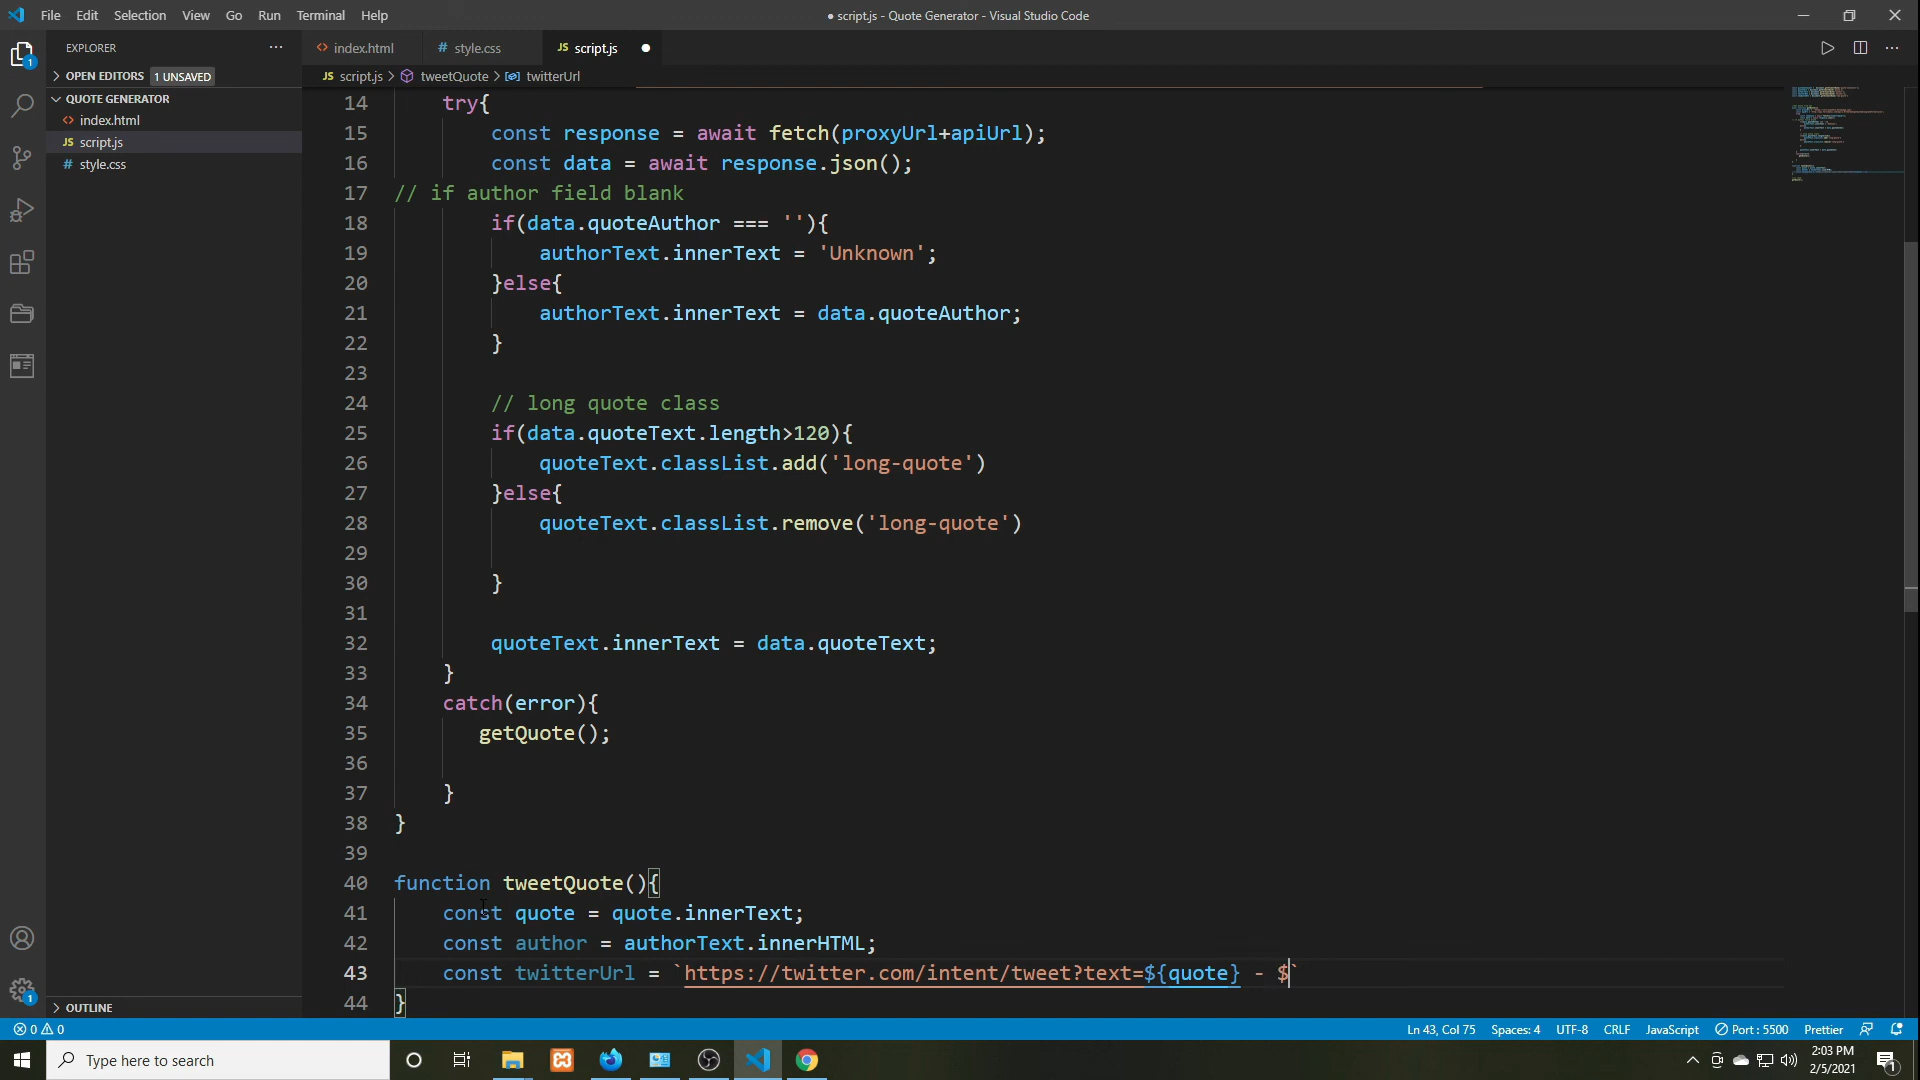 File Edit Selection View Go Run Terminal Help
● script.js - Quote Generator - Visual Studio Code
EXPLORER ···
OPEN EDITORS 1 UNSAVED
QUOTE GENERATOR
<> index.html
JS script.js
# style.css
OUTLINE
<> index.html
# style.css
JS script.js ●
JS script.js > tweetQuote > twitterUrl
14 try{
15 const response = await fetch(proxyUrl+apiUrl);
16 const data = await response.json();
17 // if author field blank
18 if(data.quoteAuthor === ''){
19 authorText.innerText = 'Unknown';
20 }else{
21 authorText.innerText = data.quoteAuthor;
22 }
23
24 // long quote class
25 if(data.quoteText.length>120){
26 quoteText.classList.add('long-quote')
27 }else{
28 quoteText.classList.remove('long-quote')
29
30 }
31
32 quoteText.innerText = data.quoteText;
33 }
34 catch(error){
35 getQuote();
36
37 }
38 }
39
40 function tweetQuote(){
41 const quote = quote.innerText;
42 const author = authorText.innerHTML;
43 const twitterUrl = `https://twitter.com/intent/tweet?text=${quote} - $`
44 }
1
1
0 0
Ln 43, Col 75 Spaces: 4 UTF-8 CRLF JavaScript Port : 5500 Prettier
Type here to search
2:03 PM
2/5/2021
1